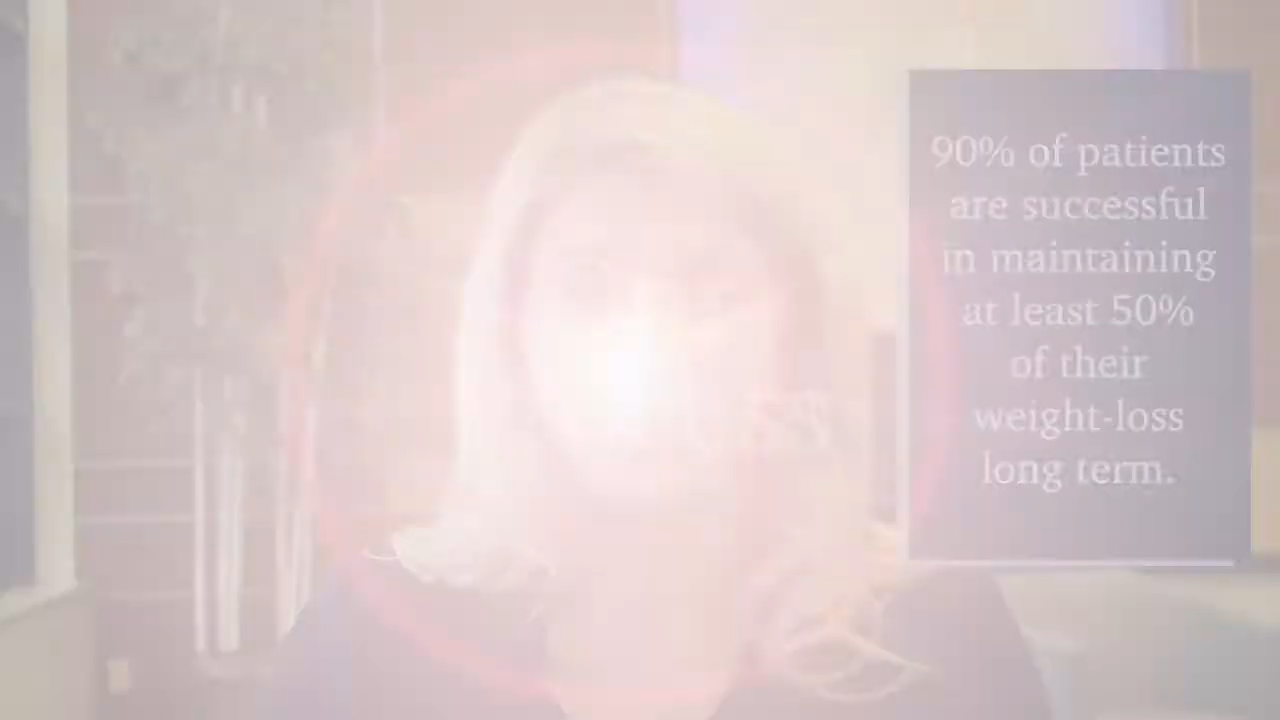 90% of patients
are successful
in maintaining
at least 50%
of their
weight-loss
long term.